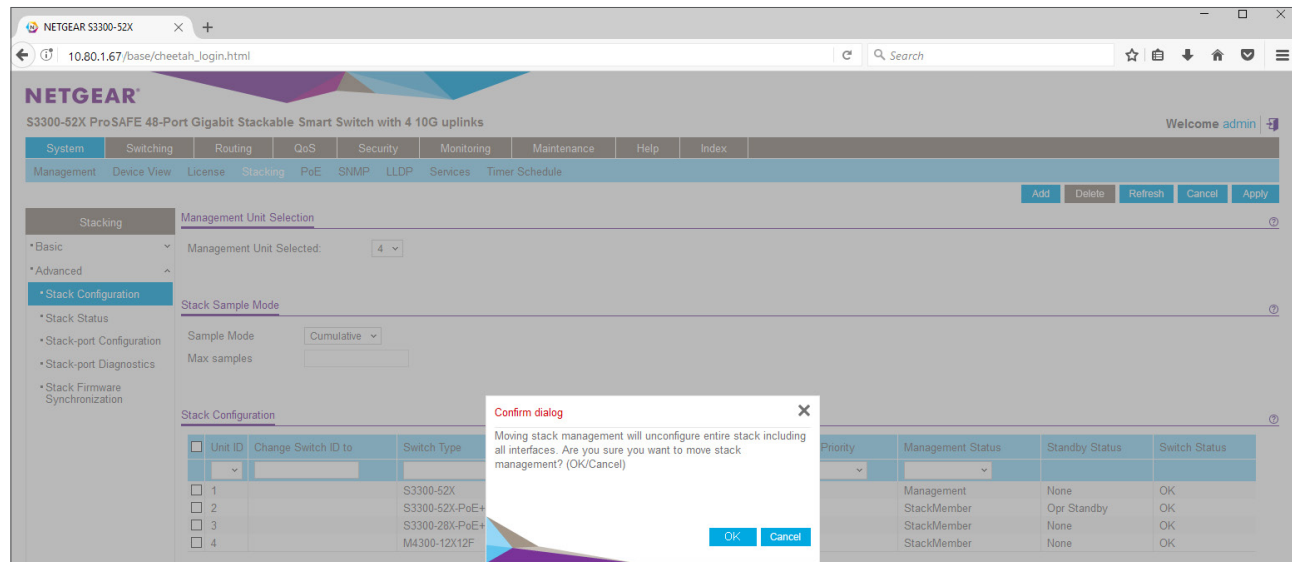 NETGEAR S3300-52X
10.80.1.67/base/cheetah_login.html
Search
NETGEAR®
S3300-52X ProSAFE 48-Port Gigabit Stackable Smart Switch with 4 10G uplinks
Welcome admin
System Switching Routing QoS Security Monitoring Maintenance Help Index
Management Device View License Stacking PoE SNMP LLDP Services Timer Schedule
Add Delete Refresh Cancel Apply
Stacking
Basic
Advanced
Stack Configuration
Stack Status
Stack-port Configuration
Stack-port Diagnostics
Stack Firmware
Synchronization
Management Unit Selection
Management Unit Selected: 4
Stack Sample Mode
Sample Mode Cumulative
Max samples
Stack Configuration
Unit ID Change Switch ID to Switch Type Priority Management Status Standby Status Switch Status
1 S3300-52X Management None OK
2 S3300-52X-PoE+ StackMember Opr Standby OK
3 S3300-28X-PoE+ StackMember None OK
4 M4300-12X12F StackMember None OK
Confirm dialog
Moving stack management will unconfigure entire stack including
all interfaces. Are you sure you want to move stack
management? (OK/Cancel)
OK Cancel